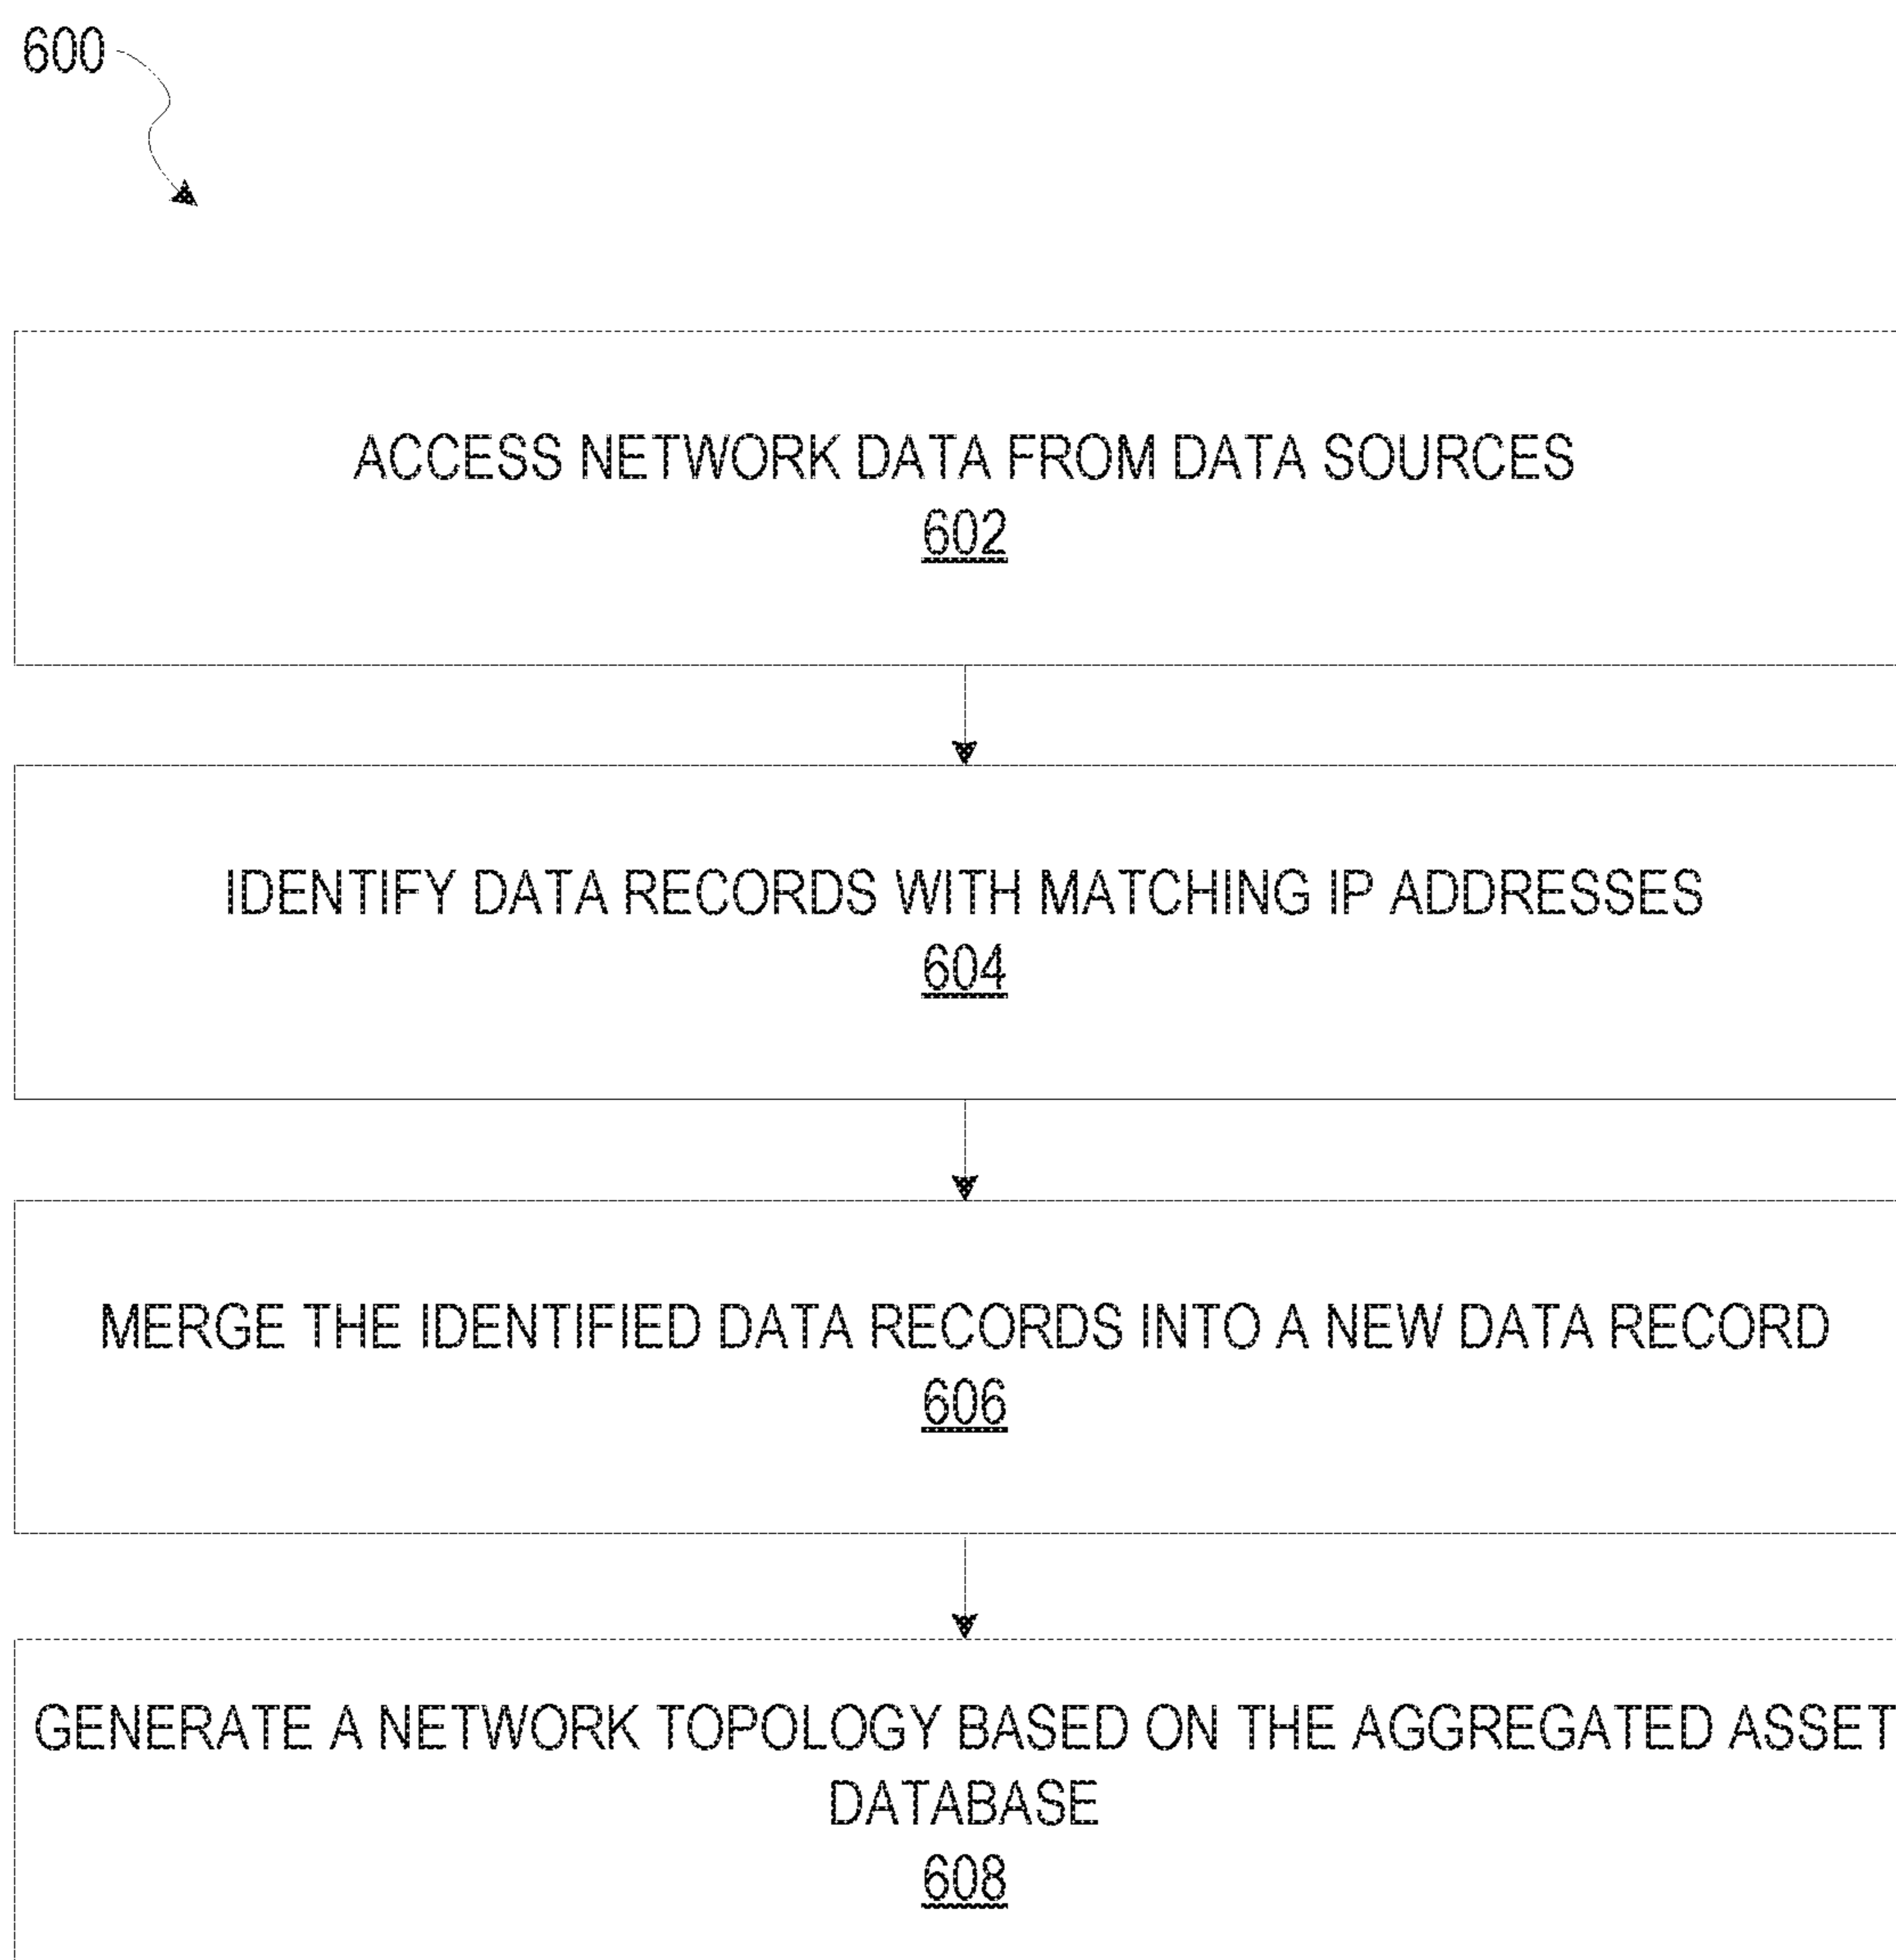 600
ACCESS NETWORK DATA FROM DATA SOURCES
602
IDENTIFY DATA RECORDS WITH MATCHING IP ADDRESSES
604
MERGE THE IDENTIFIED DATA RECORDS INTO A NEW DATA RECORD
606
GENERATE A NETWORK TOPOLOGY BASED ON THE AGGREGATED ASSET
DATABASE
608